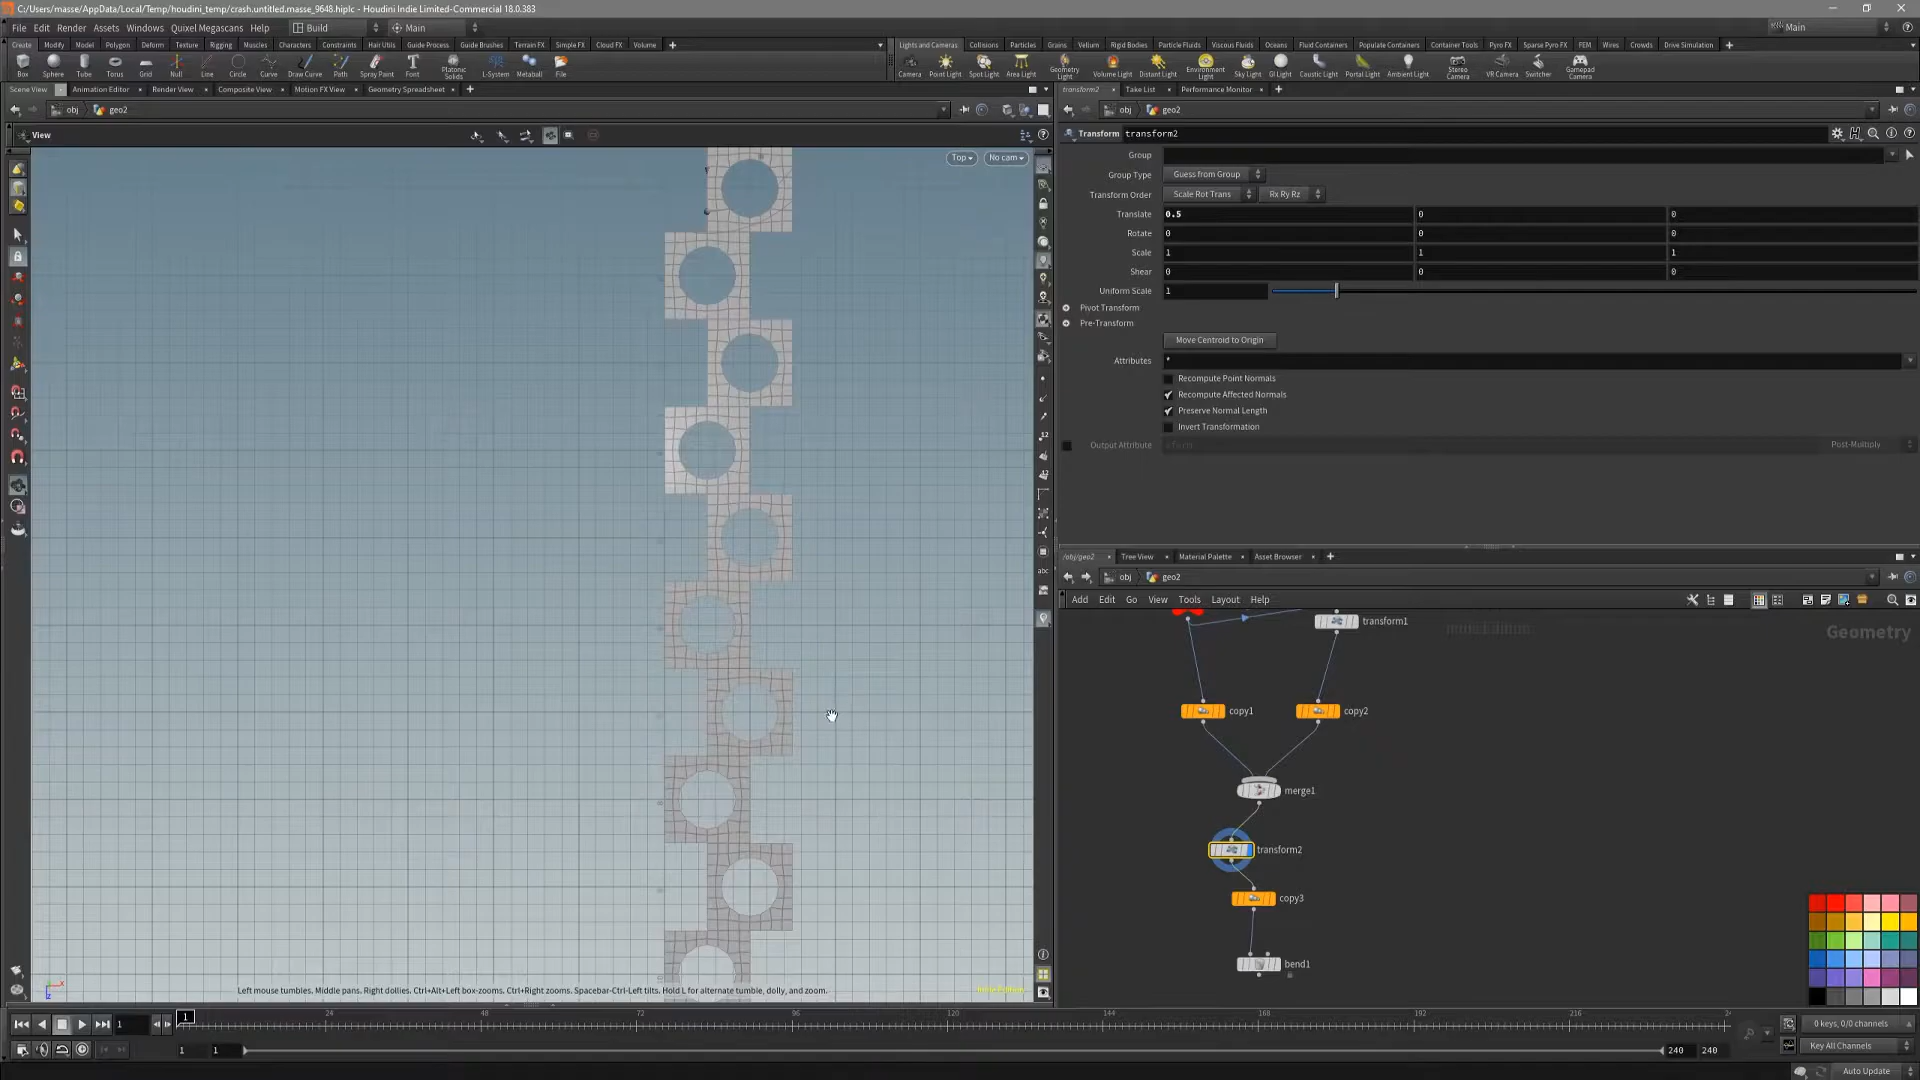 C:/Users/masse/AppData/Local/Temp/houdini_temp/crash.untitled.masse_9648.hiplc - Houdini Indie Limited-Commercial 18.0.383
File Edit Render Assets Windows Quixel Megascans Help Build Main Main
Create Modify Model Polygon Deform Texture Rigging Muscles Characters Constraints Hair Utils Guide Process Guide Brushes Terrain FX Simple FX Cloud FX Volume
Lights and Cameras Collisions Particles Grains Vellum Rigid Bodies Particle Fluids Viscous Fluids Oceans Fluid Containers Populate Containers Container Tools Pyro FX Sparse Pyro FX FEM Wires Crowds Drive Simulation
Box Sphere Tube Torus Grid Null Line Circle Curve Draw Curve Path Spray Paint Font Platonic Solids L-System Metaball File
Camera Point Light Spot Light Area Light Geometry Light Volume Light Distant Light Environment Light Sky Light GI Light Caustic Light Portal Light Ambient Light Stereo Camera VR Camera Switcher Gamepad Camera
Scene View Animation Editor Render View Composite View Motion FX View Geometry Spreadsheet
transform2 Take List Performance Monitor
obj geo2
obj geo2
View
Top No cam
Transform transform2
Group
Group Type Guess from Group
Transform Order Scale Rot Trans Rx Ry Rz
Translate 0.5 0 0
Rotate 0 0 0
Scale 1 1 1
Shear 0 0 0
Uniform Scale 1
Pivot Transform
Pre-Transform
Move Centroid to Origin
Attributes *
Recompute Point Normals
Recompute Affected Normals
Preserve Normal Length
Invert Transformation
Output Attribute xform Post-Multiply
/obj/geo2 Tree View Material Palette Asset Browser
obj geo2
Add Edit Go View Tools Layout Help
Indie Edition
Geometry
transform1
copy1
copy2
merge1
transform2
copy3
bend1
Left mouse tumbles. Middle pans. Right dollies. Ctrl+Alt+Left box-zooms. Ctrl+Right zooms. Spacebar-Ctrl-Left tilts. Hold L for alternate tumble, dolly, and zoom.
Indie Edition
1 1 24 48 72 96 120 144 168 192 216
0 keys, 0/0 channels
1 1 240 240
Key All Channels
Auto Update